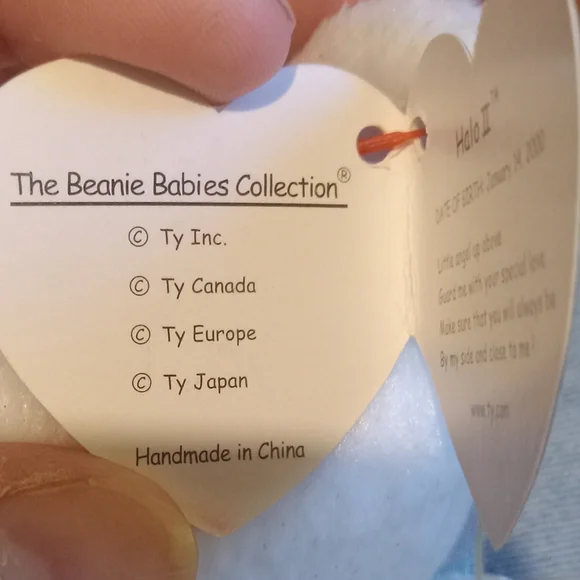 The Beanie Babies Collection®
© Ty Inc.
© Ty Canada
© Ty Europe
© Ty Japan
Handmade in China
Halo II™
DATE OF BIRTH: January 14, 2000
Little angel up above
Guard me with your special love
Make sure that you will always be
By my side and close to me!
www.ty.com